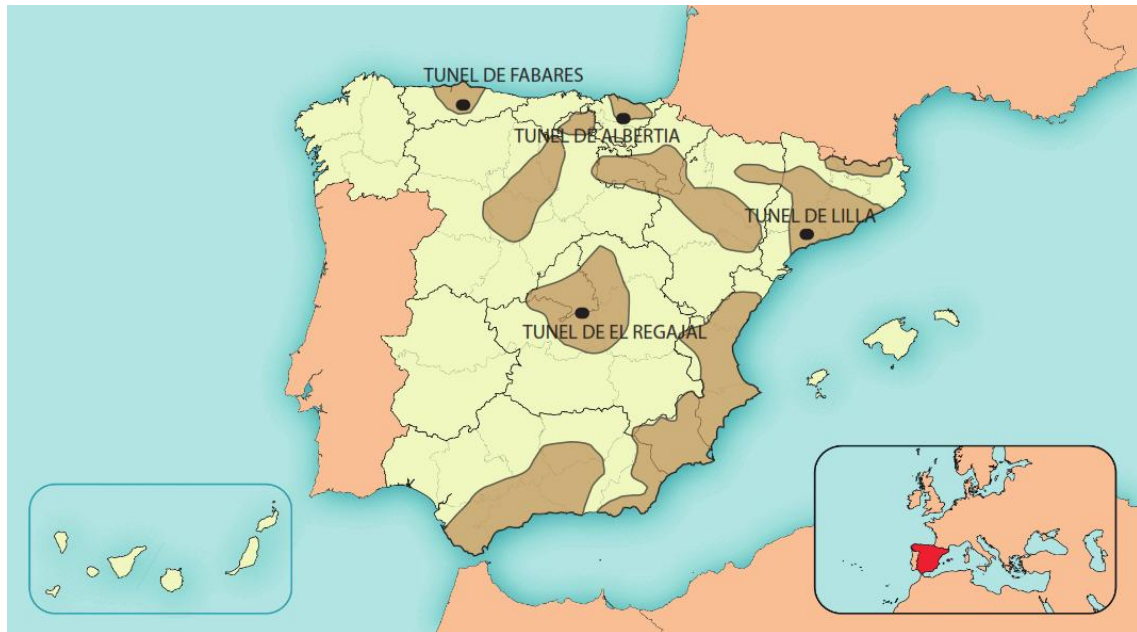 TUNEL DE FABARES
TUNEL DE ALBERTIA
TUNEL DE LILLA
TUNEL DE EL REGAJAL